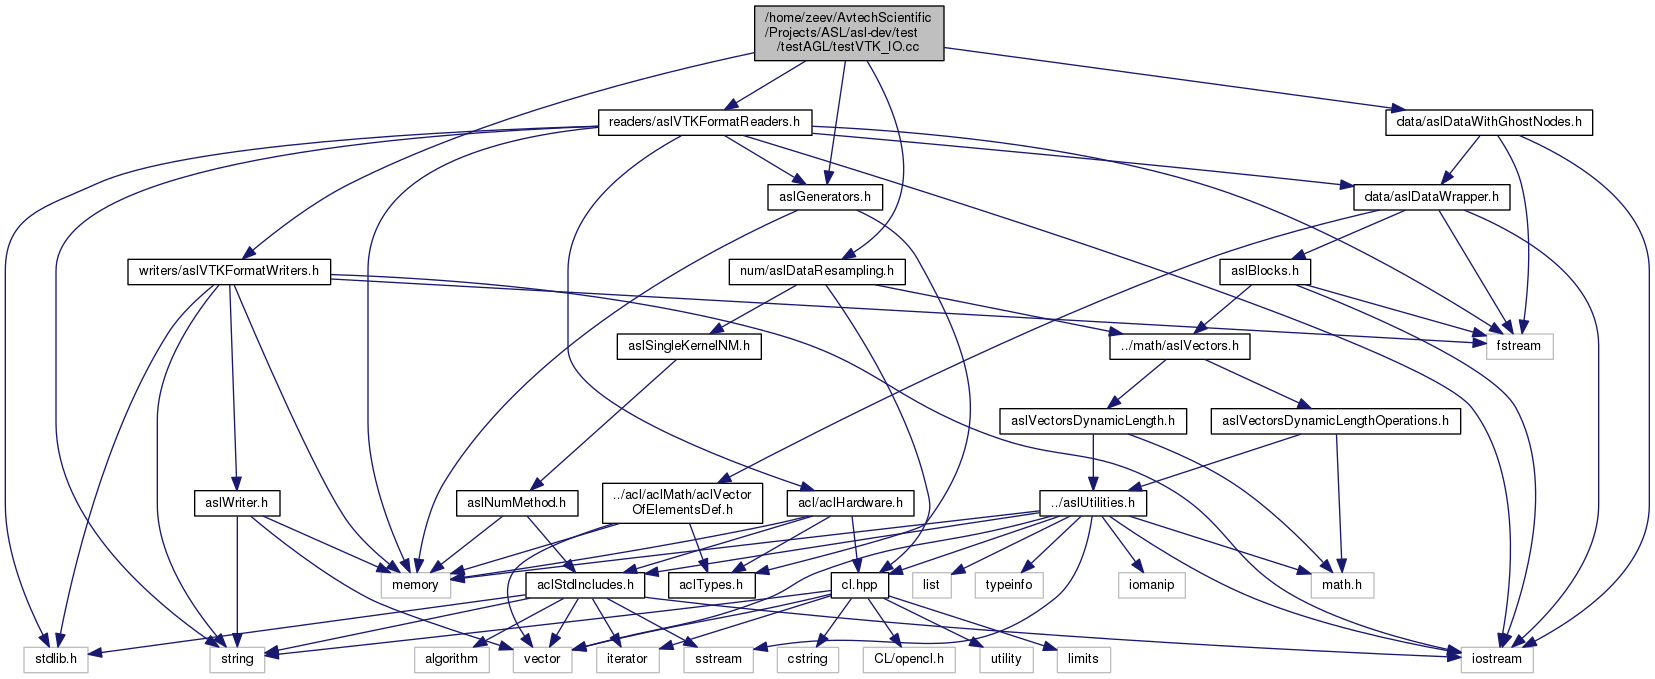 /home/zeev/AvtechScientific
/Projects/ASL/asl-dev/test
/testAGL/testVTK_IO.cc
readers/aslVTKFormatReaders.h
data/aslDataWithGhostNodes.h
aslGenerators.h
data/aslDataWrapper.h
writers/aslVTKFormatWriters.h
num/aslDataResampling.h
aslBlocks.h
aslSingleKernelNM.h
../math/aslVectors.h
fstream
aslVectorsDynamicLength.h
aslVectorsDynamicLengthOperations.h
aslWriter.h
aslNumMethod.h
../acl/aclMath/aclVector
OfElementsDef.h
acl/aclHardware.h
../aslUtilities.h
memory
aclStdIncludes.h
aclTypes.h
cl.hpp
list
typeinfo
iomanip
math.h
stdlib.h
string
algorithm
vector
iterator
sstream
cstring
CL/opencl.h
utility
limits
iostream